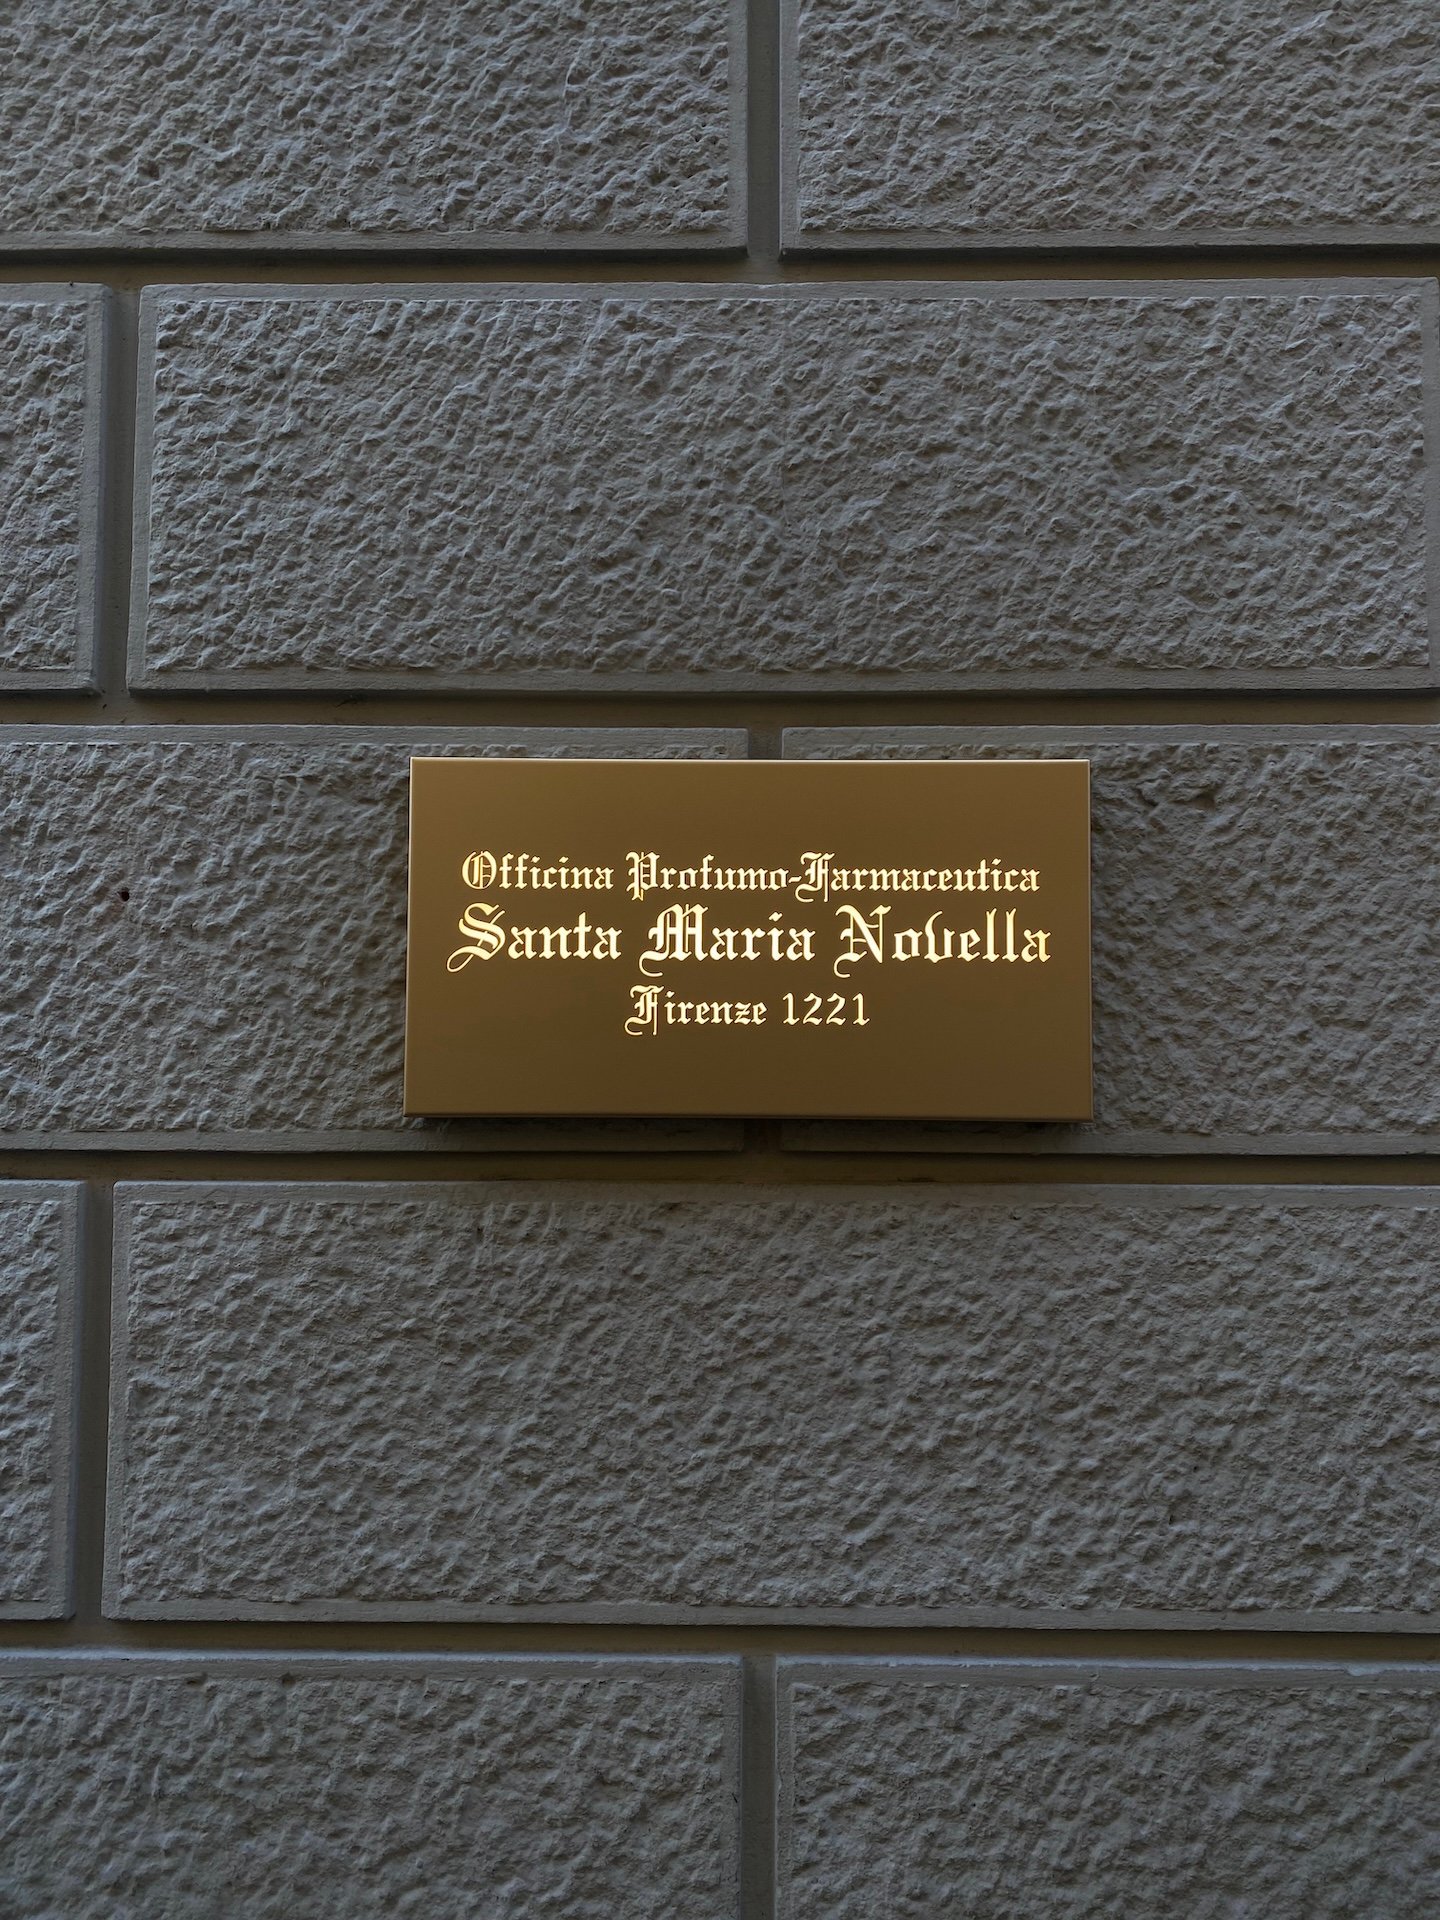 Officina Profumo-Farmaceutica
Santa Maria Novella
Firenze 1221